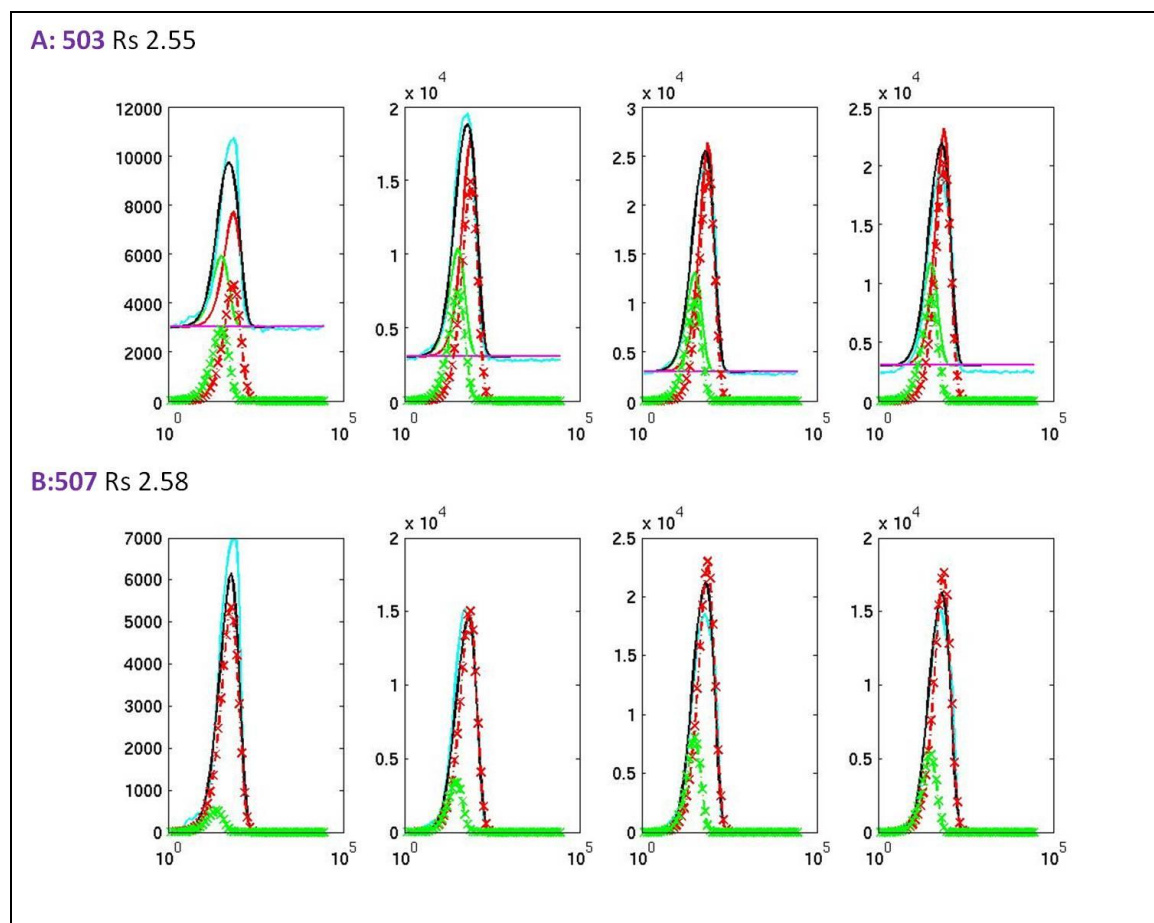 A: 503 Rs 2.55
x 10^4 x 10^4 x 10^4
12000 2 3 2.5
10000 2.5 2
8000 1.5 2 1.5
6000 1 1.5 1
4000 0.5 1 0.5
2000 0.5
0 0 0 0
10^0 10^5 10^0 10^5 10^0 10^5 10^0 10^5
B:507 Rs 2.58
x 10^4 x 10^4 x 10^4
7000 2 2.5 2
6000 2
5000 1.5 1.5
4000 1.5
3000 1 1 1
2000 0.5 0.5 0.5
1000
0 0 0 0
10^0 10^5 10^0 10^5 10^0 10^5 10^0 10^5